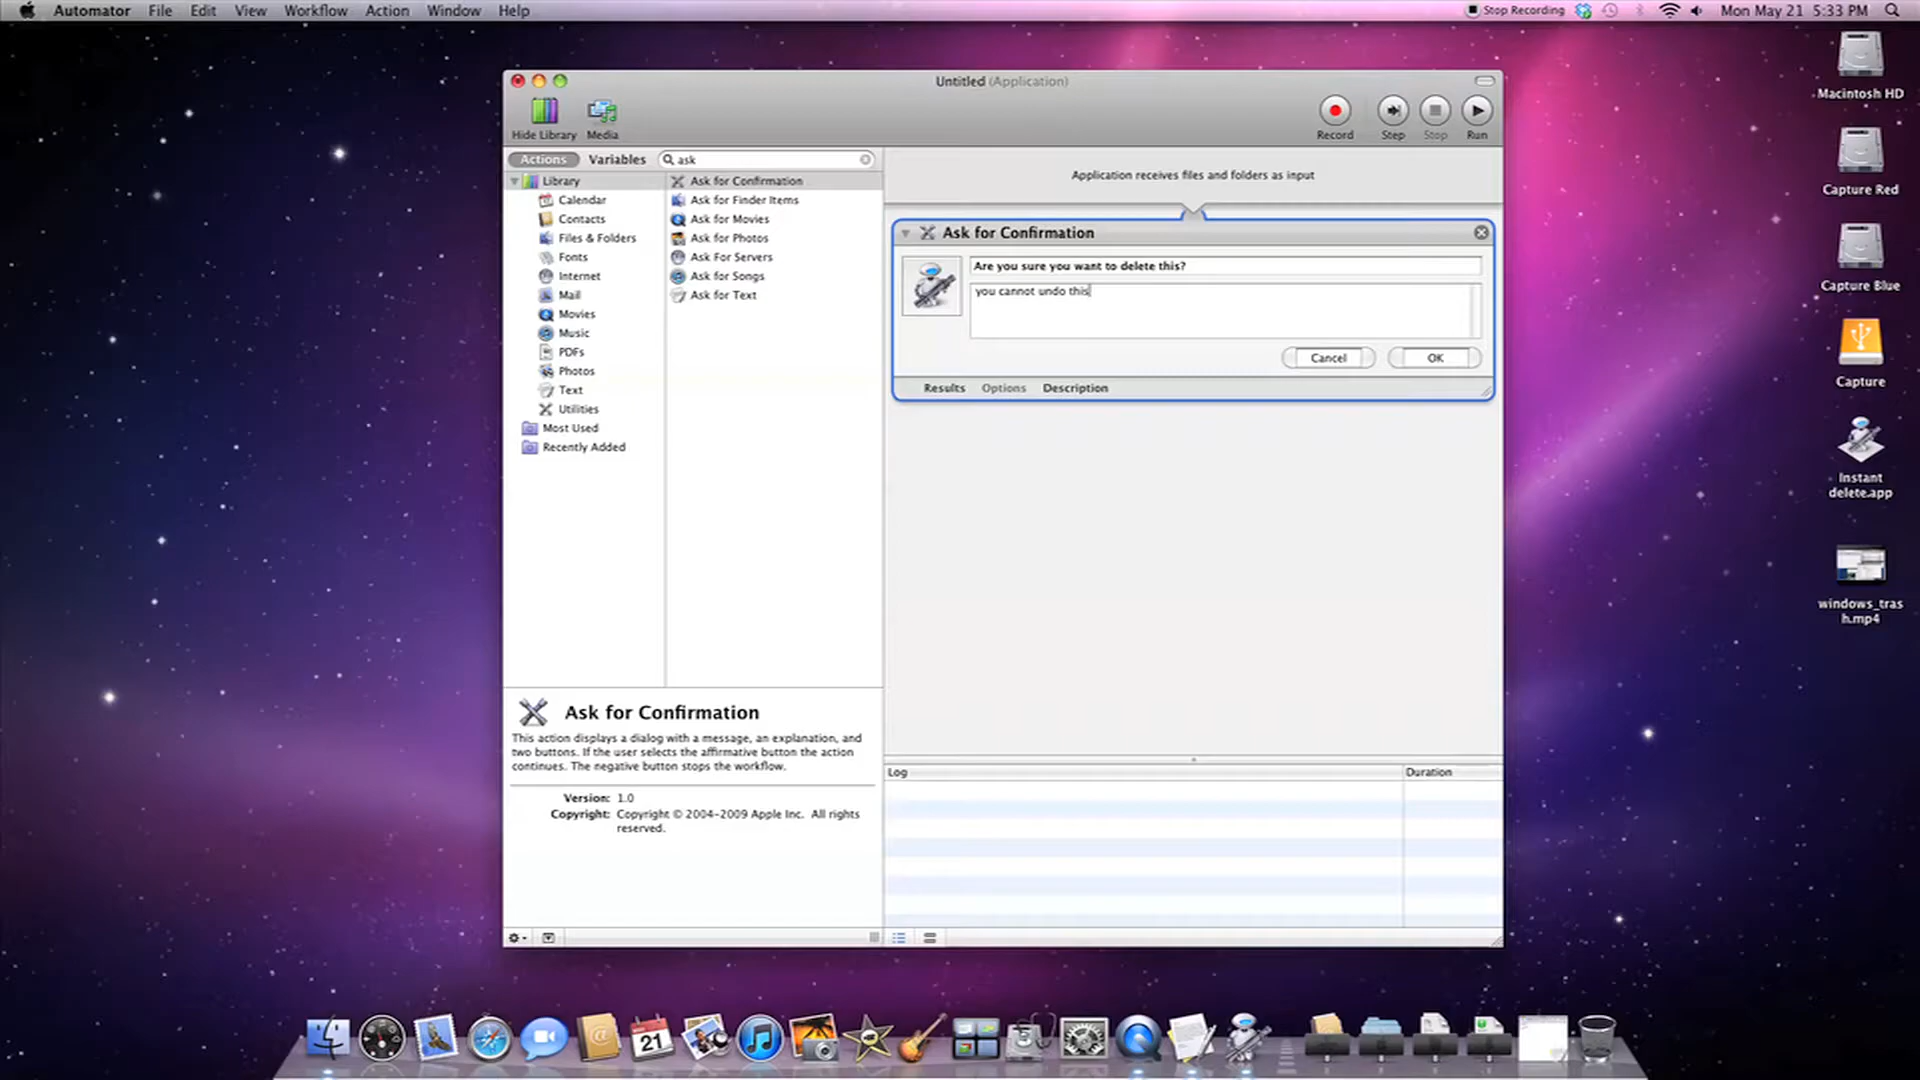 Automator File Edit View Workflow Action Window Help
Stop Recording Mon May 21 5:33 PM
Untitled (Application)
Hide Library Media
Record Step Stop Run
Actions Variables ask
Library
Calendar
Contacts
Files & Folders
Fonts
Internet
Mail
Movies
Music
PDFs
Photos
Text
Utilities
Most Used
Recently Added
Ask for Confirmation
Ask for Finder Items
Ask for Movies
Ask for Photos
Ask For Servers
Ask for Songs
Ask for Text
Application receives files and folders as input
Ask for Confirmation
Are you sure you want to delete this?
you cannot undo this
Cancel OK
Results Options Description
Ask for Confirmation
This action displays a dialog with a message, an explanation, and
two buttons. If the user selects the affirmative button the action
continues. The negative button stops the workflow.
Version: 1.0
Copyright: Copyright © 2004-2009 Apple Inc. All rights
reserved.
Log Duration
Macintosh HD
Capture Red
Capture Blue
Capture
Instant
delete.app
windows_tras
h.mp4
21